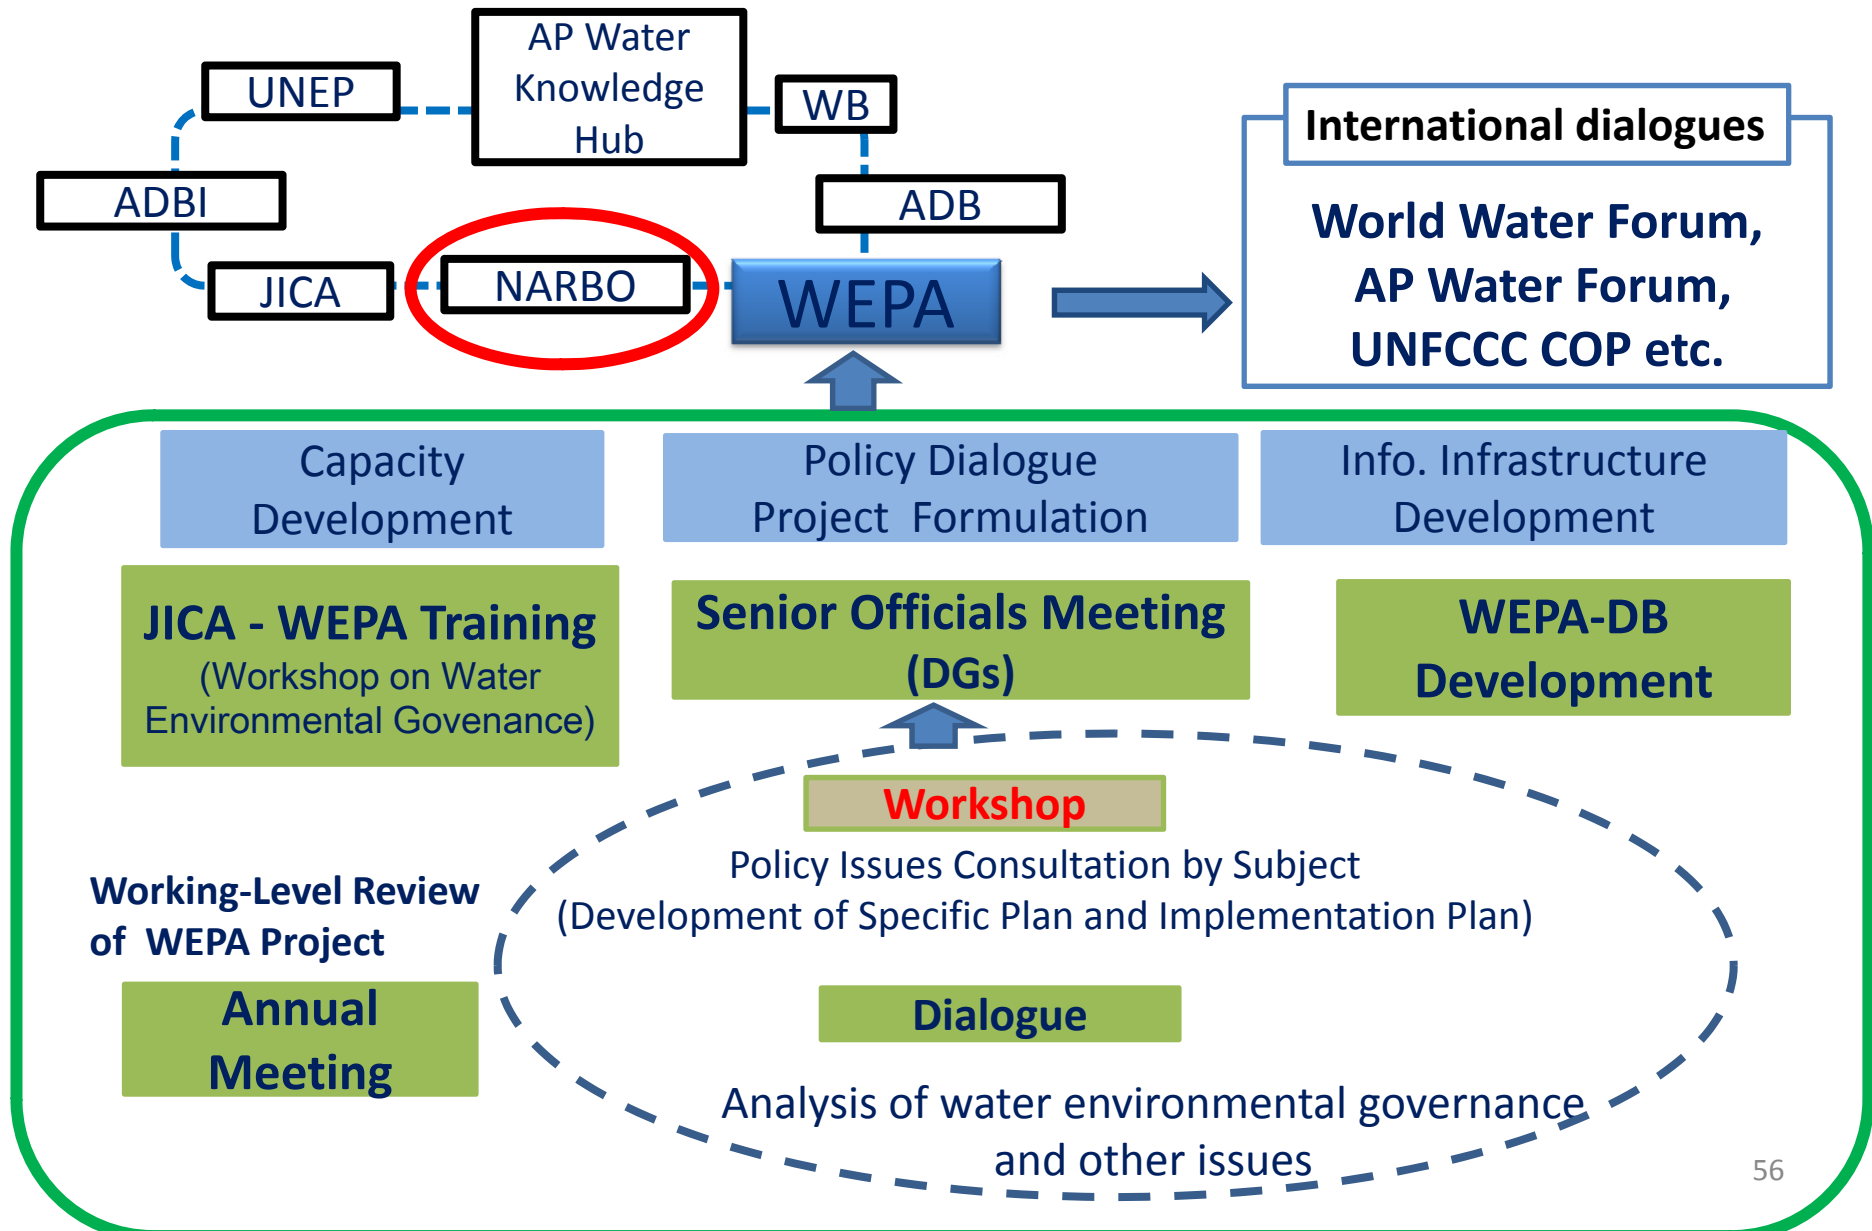 AP Water
Knowledge
Hub
UNEP
WB
ADBI
ADB
JICA
NARBO
WEPA
International dialogues
World Water Forum,
AP Water Forum,
UNFCCC COP etc.
Capacity
Development
Policy Dialogue
Project Formulation
Info. Infrastructure
Development
JICA - WEPA Training
(Workshop on Water
Environmental Govenance)
Senior Officials Meeting
(DGs)
WEPA-DB
Development
Workshop
Policy Issues Consultation by Subject
(Development of Specific Plan and Implementation Plan)
Working-Level Review
of WEPA Project
Annual
Meeting
Dialogue
Analysis of water environmental governance
and other issues
56